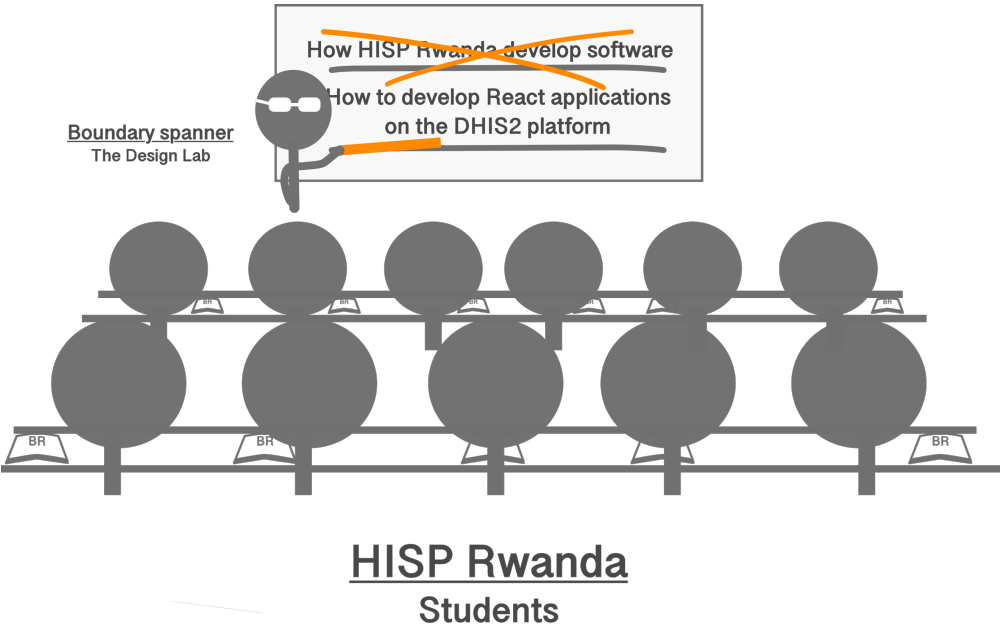 How HISP Rwanda develop software
How to develop React applications
on the DHIS2 platform
Boundary spanner
The Design Lab
BR
BR
BR
BR
BR
BR
BR
BR
HISP Rwanda
Students